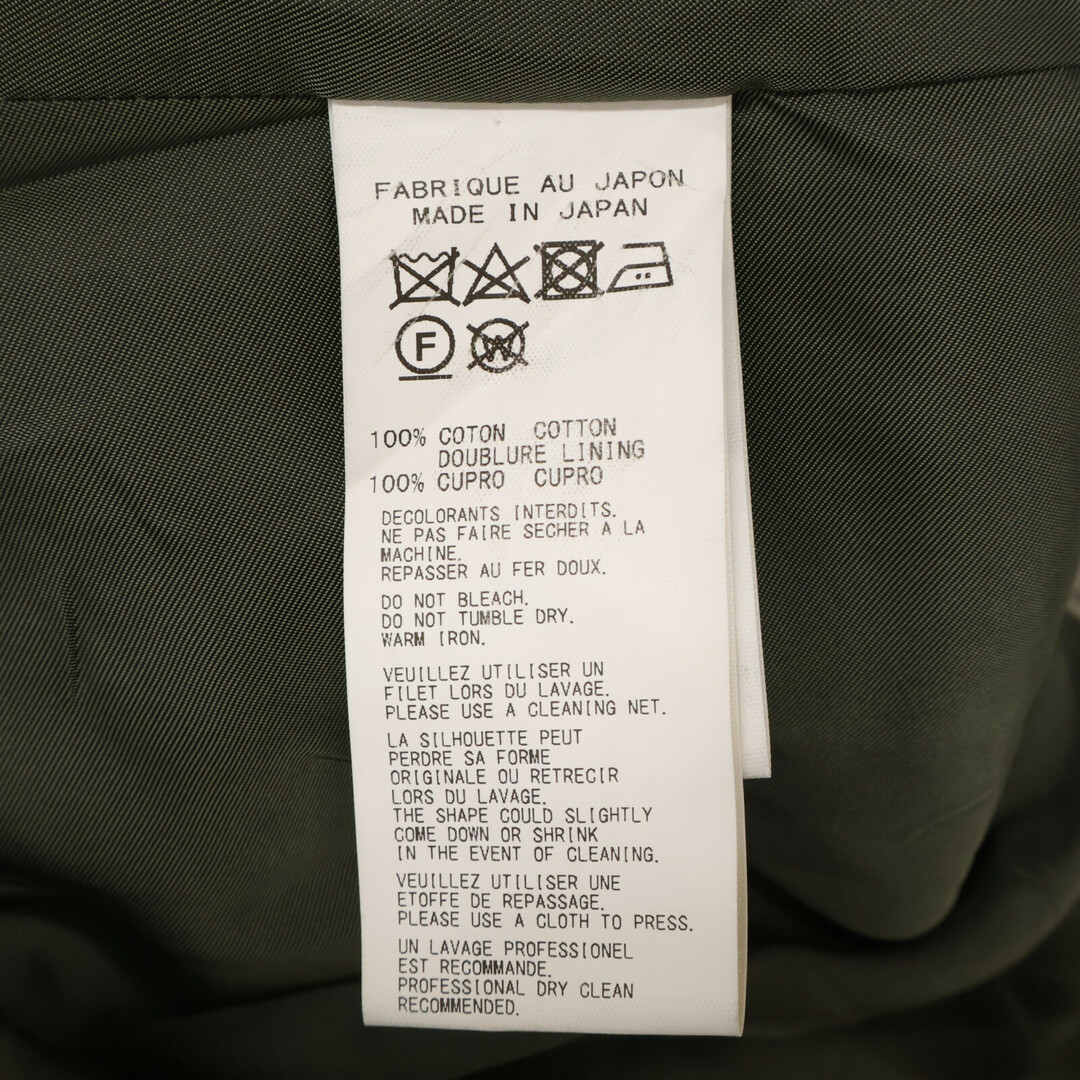 FABRIQUE AU JAPON
MADE IN JAPAN
F W
100% COTON COTTON
DOUBLURE LINING
100% CUPRO CUPRO
DECOLORANTS INTERDITS.
NE PAS FAIRE SECHER A LA
MACHINE.
REPASSER AU FER DOUX.
DO NOT BLEACH.
DO NOT TUMBLE DRY.
WARM IRON.
VEUILLEZ UTILISER UN
FILET LORS DU LAVAGE.
PLEASE USE A CLEANING NET.
LA SILHOUETTE PEUT
PERDRE SA FORME
ORIGINALE OU RETRECIR
LORS DU LAVAGE.
THE SHAPE COULD SLIGHTLY
COME DOWN OR SHRINK
IN THE EVENT OF CLEANING.
VEUILLEZ UTILISER UNE
ETOFFE DE REPASSAGE.
PLEASE USE A CLOTH TO PRESS.
UN LAVAGE PROFESSIONEL
EST RECOMMANDE.
PROFESSIONAL DRY CLEAN
RECOMMENDED.